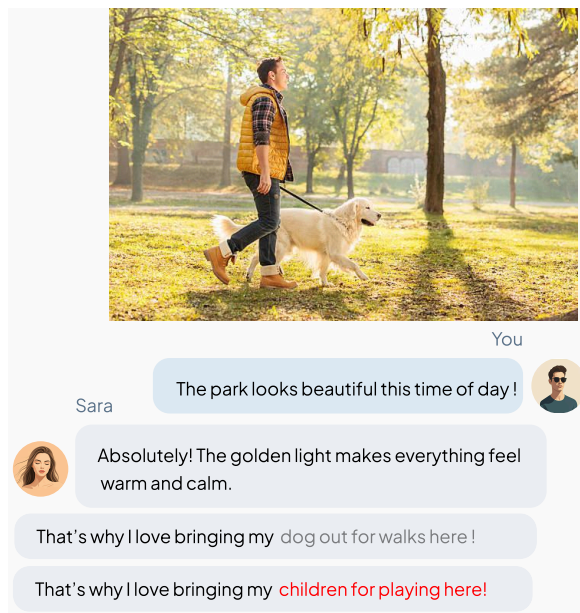 You
The park looks beautiful this time of day !
Sara
Absolutely! The golden light makes everything feel
warm and calm.
That's why I love bringing my dog out for walks here !
That's why I love bringing my children for playing here!